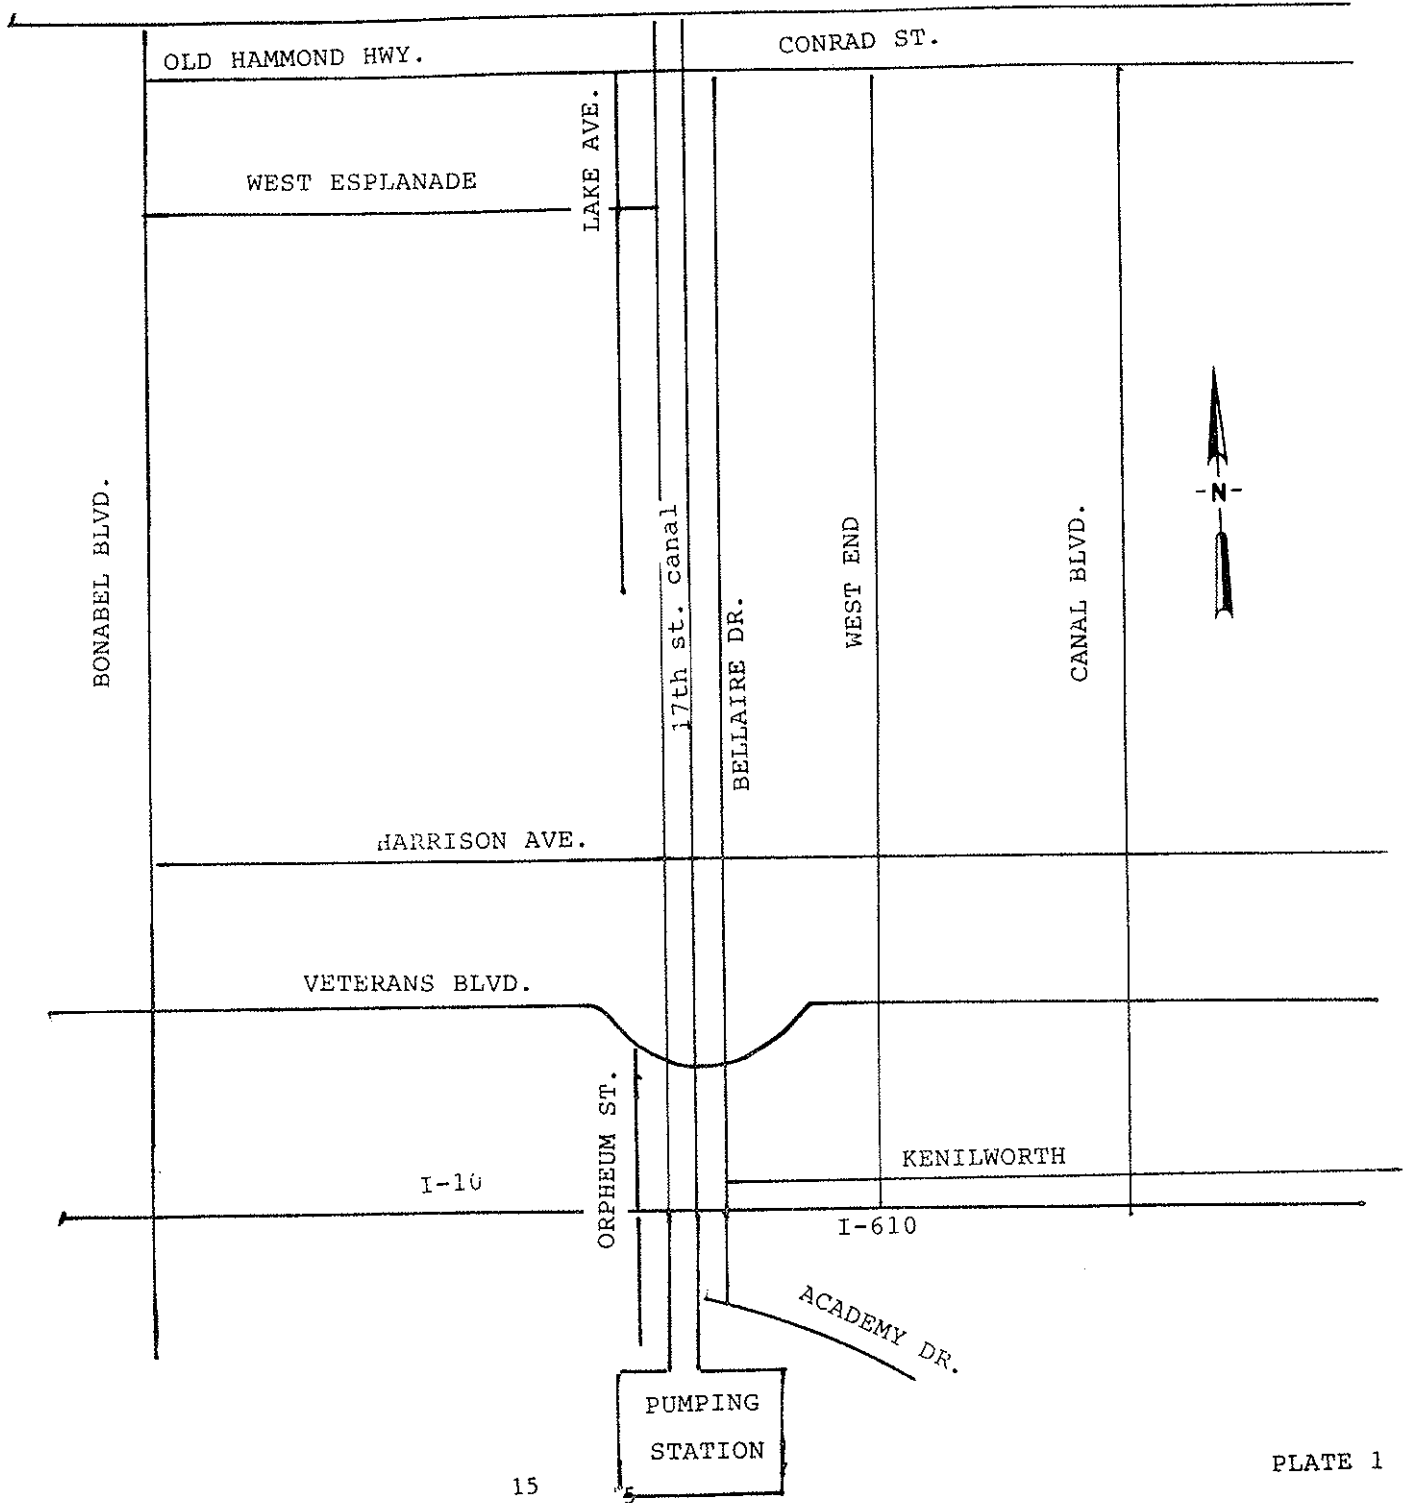 OLD HAMMOND HWY.
CONRAD ST.
LAKE AVE.
WEST ESPLANADE
BONABEL BLVD.
17th st. canal
BELLAIRE DR.
WEST END
CANAL BLVD.
-N-
HARRISON AVE.
VETERANS BLVD.
ORPHEUM ST.
KENILWORTH
I-10
I-610
ACADEMY DR.
PUMPING
STATION
PLATE 1
15